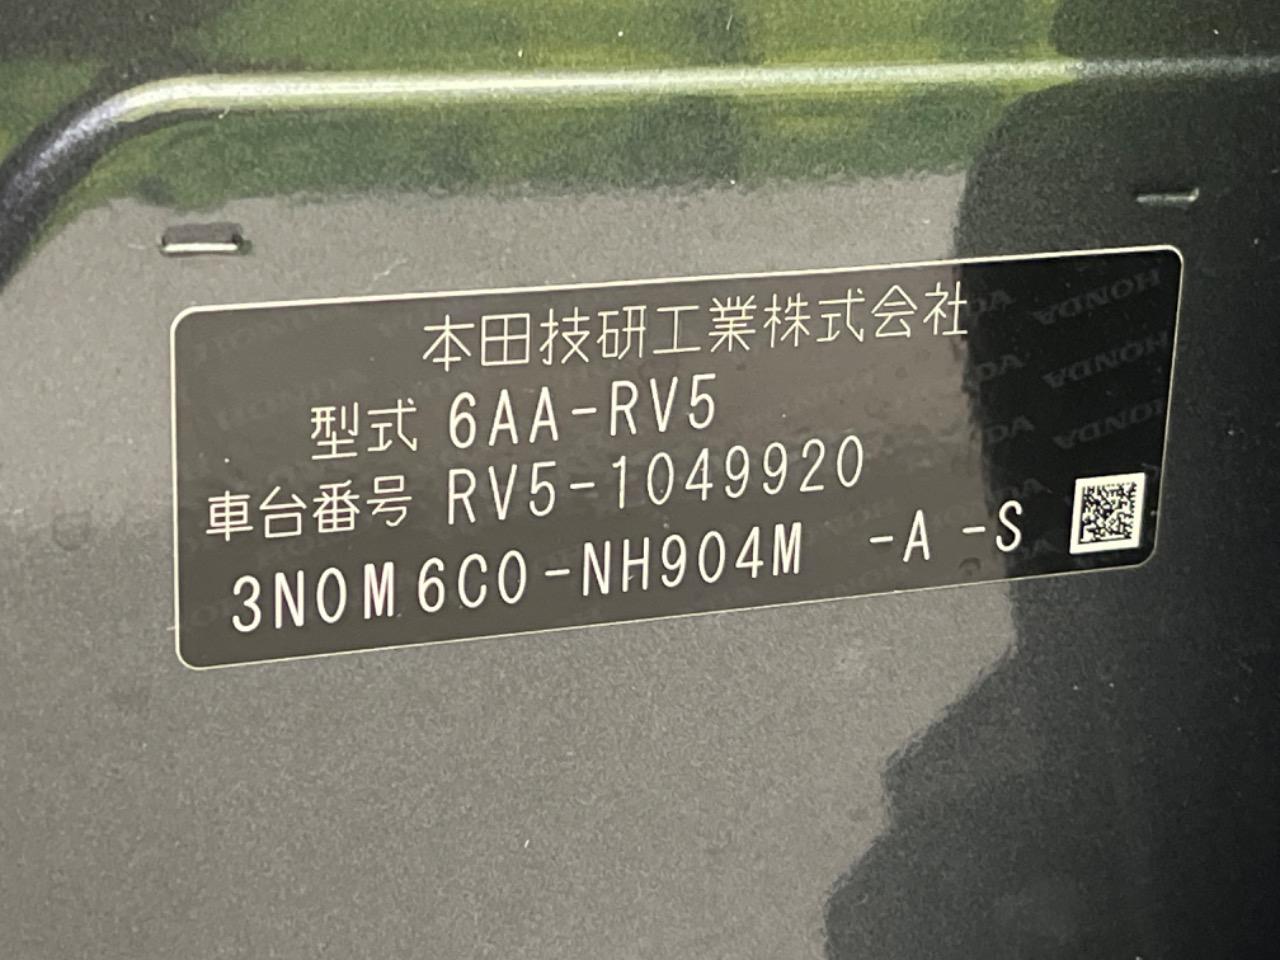 本田技研工業株式会社
型式 6AA-RV5
車台番号 RV5-1049920
3N0M6C0-NH904M -A -S